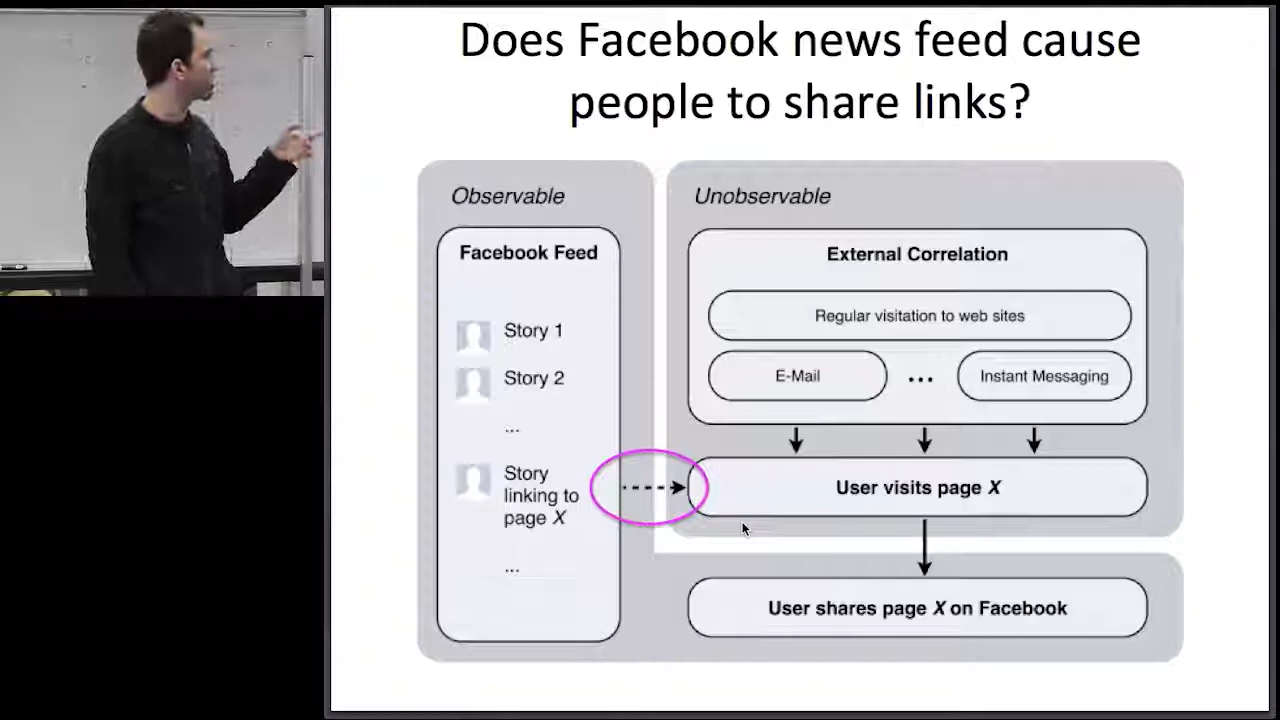 Does Facebook news feed cause
people to share links?
Observable
Facebook Feed
Story 1
Story 2
...
Story
linking to
page X
...
Unobservable
External Correlation
Regular visitation to web sites
E-Mail
...
Instant Messaging
User visits page X
User shares page X on Facebook